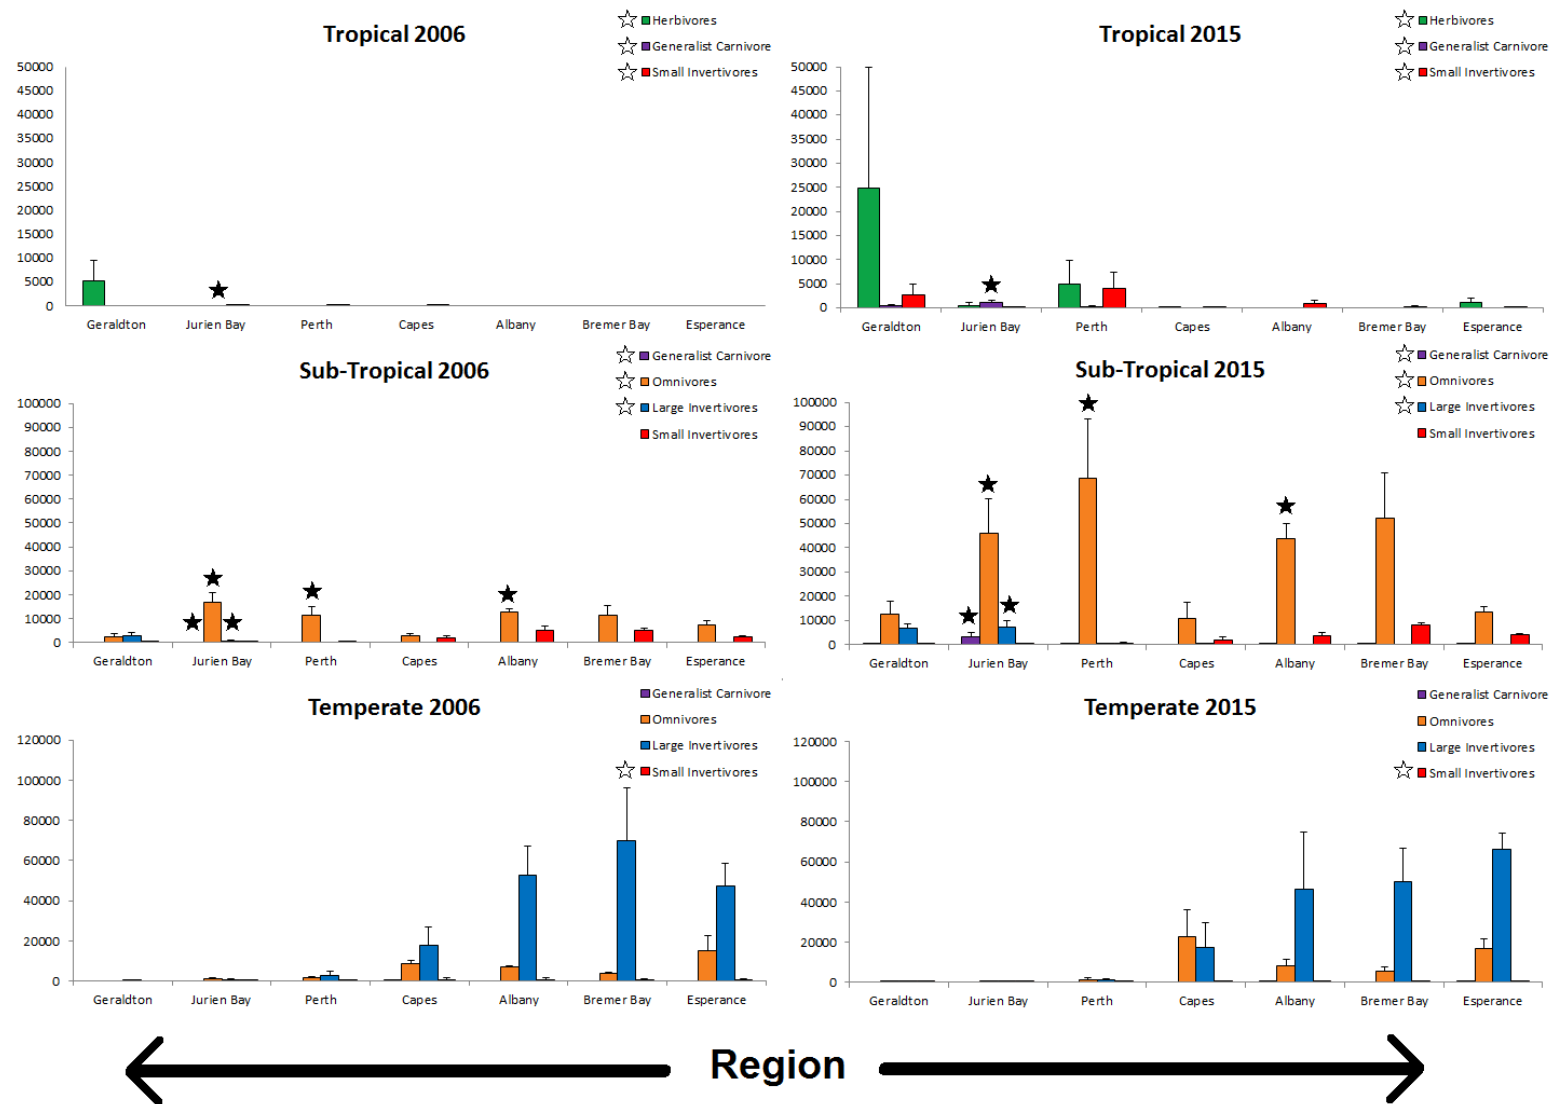 Tropical 2006
Herbivores
Generalist Carnivore
Small Invertivores
50000
45000
40000
35000
30000
25000
20000
15000
10000
5000
0
Geraldton Jurien Bay Perth Capes Albany Bremer Bay Esperance
Tropical 2015
Herbivores
Generalist Carnivore
Small Invertivores
50000
45000
40000
35000
30000
25000
20000
15000
10000
5000
0
Geraldton Jurien Bay Perth Capes Albany Bremer Bay Esperance
Sub-Tropical 2006
Generalist Carnivore
Omnivores
Large Invertivores
Small Invertivores
100000
90000
80000
70000
60000
50000
40000
30000
20000
10000
0
Geraldton Jurien Bay Perth Capes Albany Bremer Bay Esperance
Sub-Tropical 2015
Generalist Carnivore
Omnivores
Large Invertivores
Small Invertivores
100000
90000
80000
70000
60000
50000
40000
30000
20000
10000
0
Geraldton Jurien Bay Perth Capes Albany Bremer Bay Esperance
Temperate 2006
Generalist Carnivore
Omnivores
Large Invertivores
Small Invertivores
120000
100000
80000
60000
40000
20000
0
Geraldton Jurien Bay Perth Capes Albany Bremer Bay Esperance
Temperate 2015
Generalist Carnivore
Omnivores
Large Invertivores
Small Invertivores
120000
100000
80000
60000
40000
20000
0
Geraldton Jurien Bay Perth Capes Albany Bremer Bay Esperance
Region